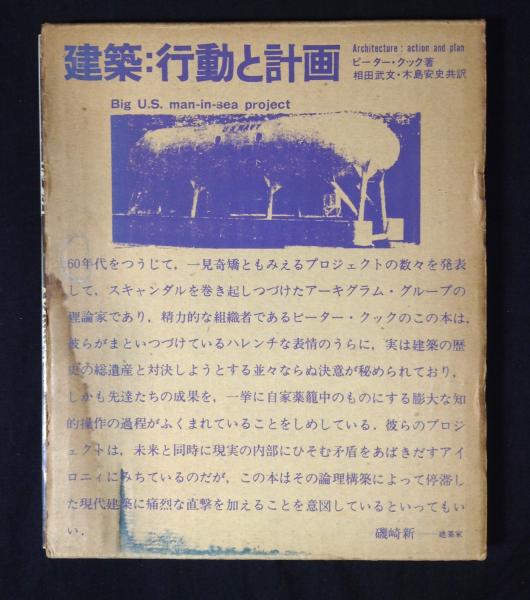 建築:行動と計画
Architecture : action and plan
ピーター・クック著
相田武文・木島安史共訳
Big U.S. man-in-sea project
U.S. NAVY
60年代をつうじて，一見奇矯ともみえるプロジェクトの数々を発表
して，スキャンダルを巻き起しつづけたアーキグラム・グループの
理論家であり，精力的な組織者であるピーター・クックのこの本は，
彼らがまといつづけているハレンチな表情のうらに，実は建築の歴
史の総遺産と対決しようとする並々ならぬ決意が秘められており，
しかも先達たちの成果を，一挙に自家薬籠中のものにする膨大な知
的操作の過程がふくまれていることをしめしている．彼らのプロジ
ェクトは，未来と同時に現実の内部にひそむ矛盾をあばきだすアイ
ロニィにみちているのだが，この本はその論理構築によって停滞し
た現代建築に痛烈な直撃を加えることを意図しているといってもい
い．
磯崎新──建築家